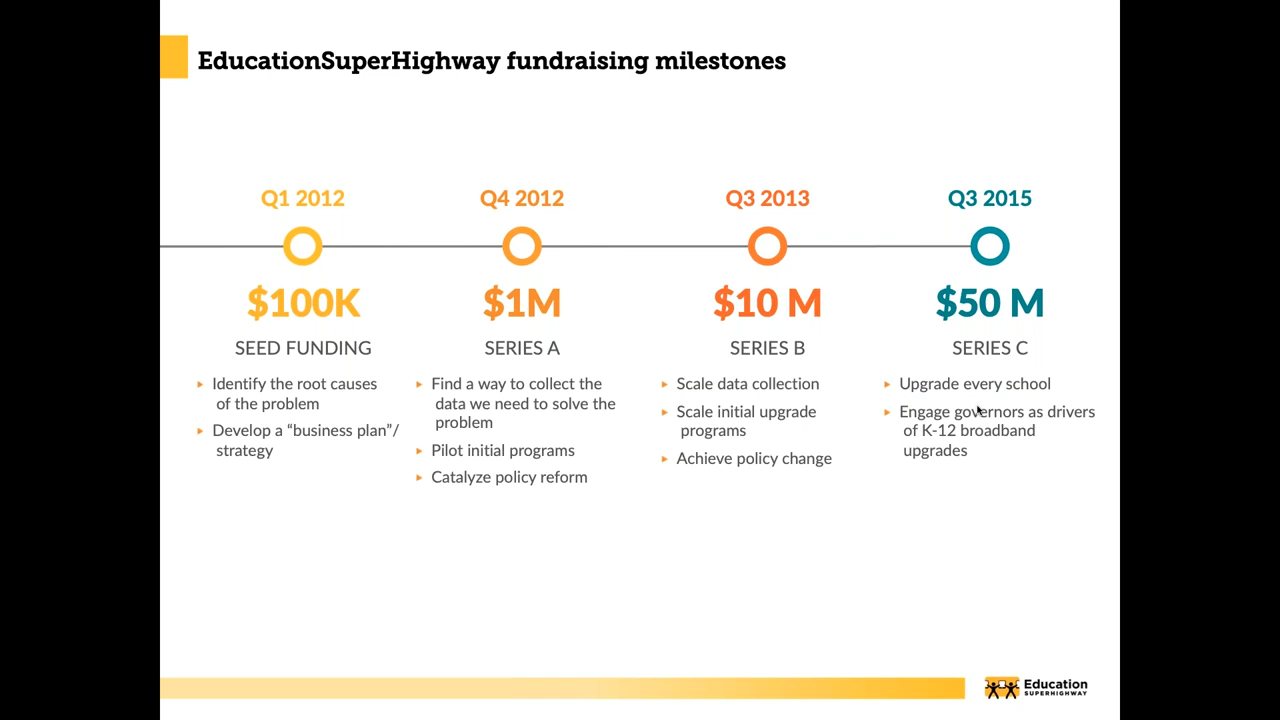 EducationSuperHighway fundraising milestones
Q1 2012
Q4 2012
Q3 2013
Q3 2015
$100K
$1M
$10 M
$50 M
SEED FUNDING
SERIES A
SERIES B
SERIES C
Identify the root causes
of the problem
Develop a “business plan”/
strategy
Find a way to collect the
data we need to solve the
problem
Pilot initial programs
Catalyze policy reform
Scale data collection
Scale initial upgrade
programs
Achieve policy change
Upgrade every school
Engage governors as drivers
of K-12 broadband
upgrades
Education
SUPERHIGHWAY